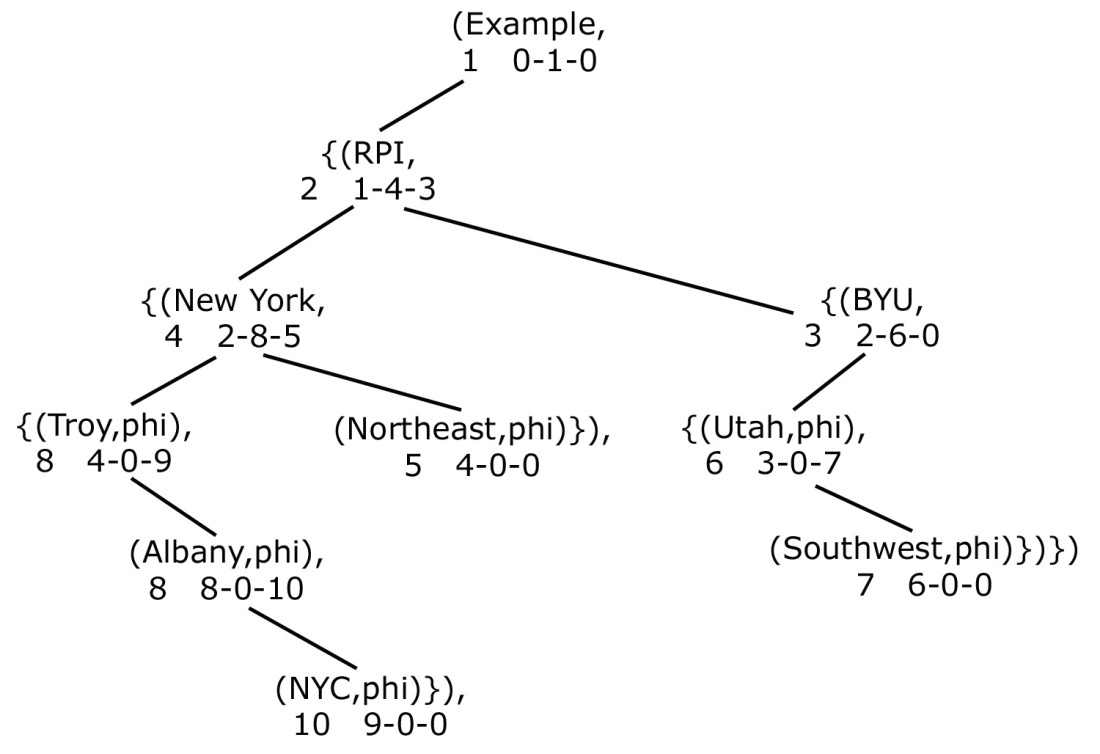 (Example,
1 0-1-0
{(RPI,
2 1-4-3
{(New York,
4 2-8-5
{(BYU,
3 2-6-0
{(Troy,phi),
8 4-0-9
(Northeast,phi)}),
5 4-0-0
{(Utah,phi),
6 3-0-7
(Albany,phi),
8 8-0-10
(Southwest,phi)})})
7 6-0-0
(NYC,phi)}),
10 9-0-0